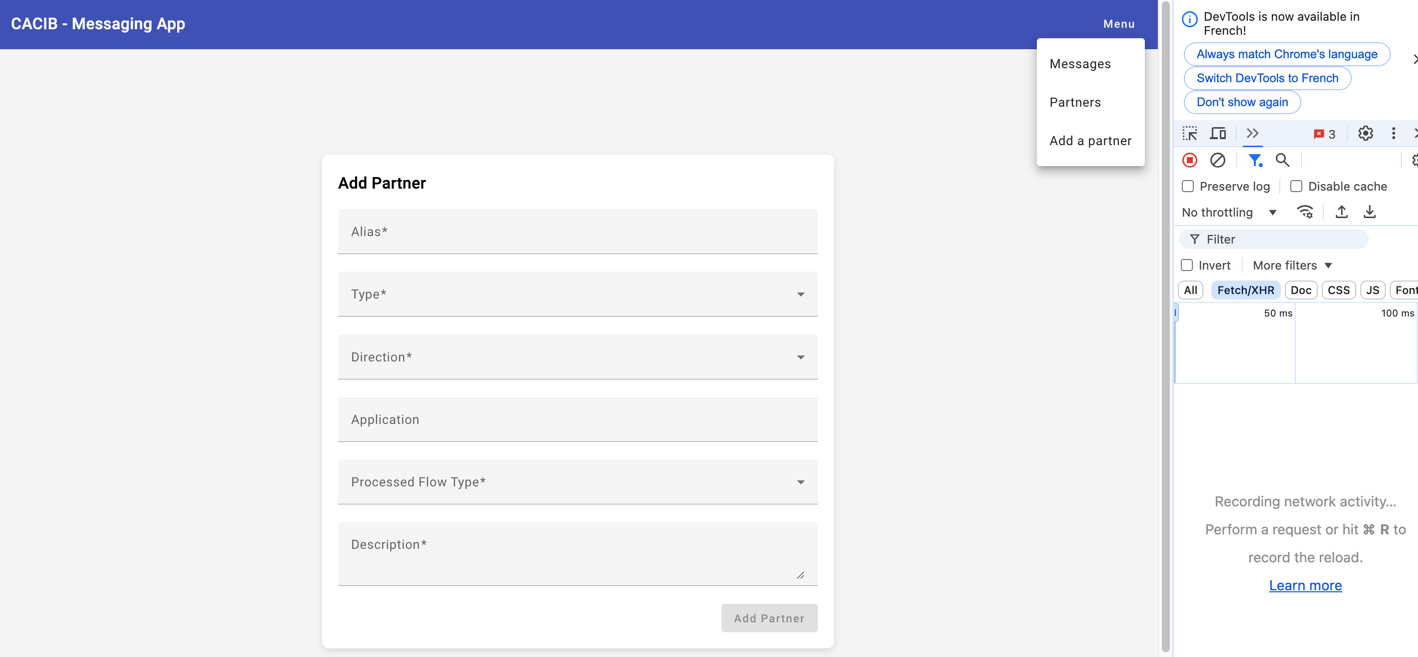 CACIB - Messaging App
Menu
Messages
Partners
Add a partner
Add Partner
Alias*
Type*
Direction*
Application
Processed Flow Type*
Description*
Add Partner
DevTools is now available in
French!
Always match Chrome's language
Switch DevTools to French
Don't show again
3
Preserve log
Disable cache
No throttling
Filter
Invert
More filters
All
Fetch/XHR
Doc
CSS
JS
Font
50 ms
100 ms
Recording network activity...
Perform a request or hit ⌘ R to
record the reload.
Learn more